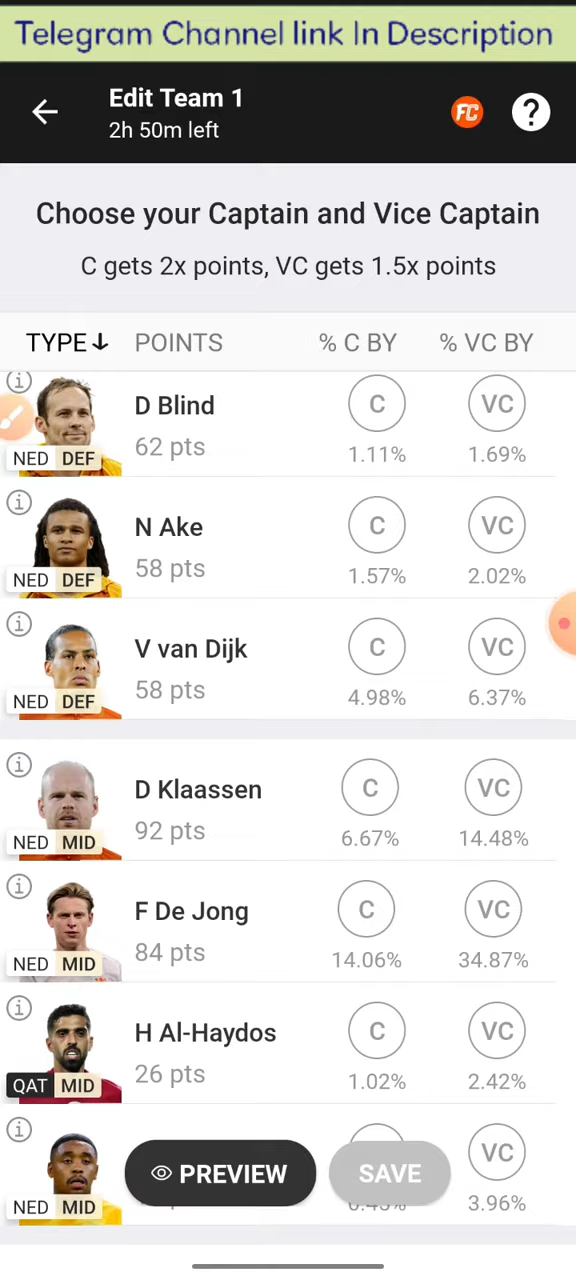 Telegram Channel link In Description
Edit Team 1
2h 50m left
FC
?
Choose your Captain and Vice Captain
C gets 2x points, VC gets 1.5x points
TYPE↓ POINTS % C BY % VC BY
D Blind C VC
62 pts 1.11% 1.69%
NED DEF
N Ake C VC
58 pts 1.57% 2.02%
NED DEF
V van Dijk C VC
58 pts 4.98% 6.37%
NED DEF
D Klaassen C VC
92 pts 6.67% 14.48%
NED MID
F De Jong C VC
84 pts 14.06% 34.87%
NED MID
H Al-Haydos C VC
26 pts 1.02% 2.42%
QAT MID
VC
PREVIEW SAVE
3.96%
NED MID